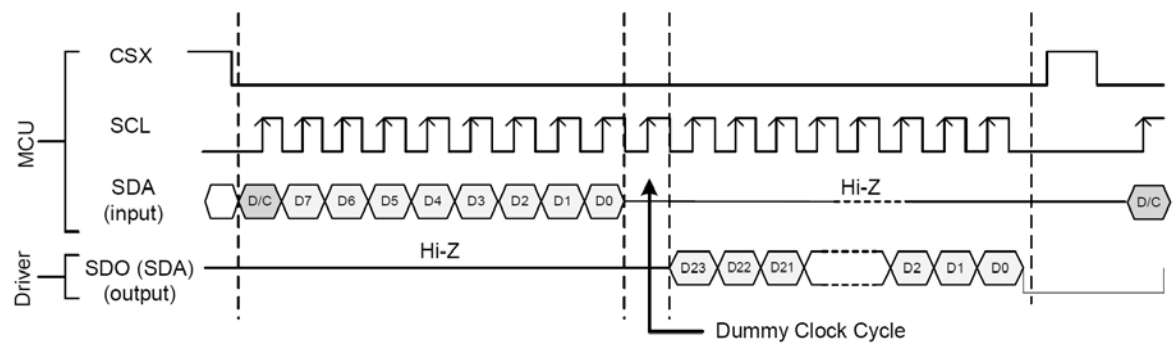 MCU
CSX
SCL
SDA
(input)
D/C D7 D6 D5 D4 D3 D2 D1 D0
Hi-Z
D/C
Driver
SDO (SDA)
(output)
Hi-Z
D23 D22 D21
D2 D1 D0
Dummy Clock Cycle